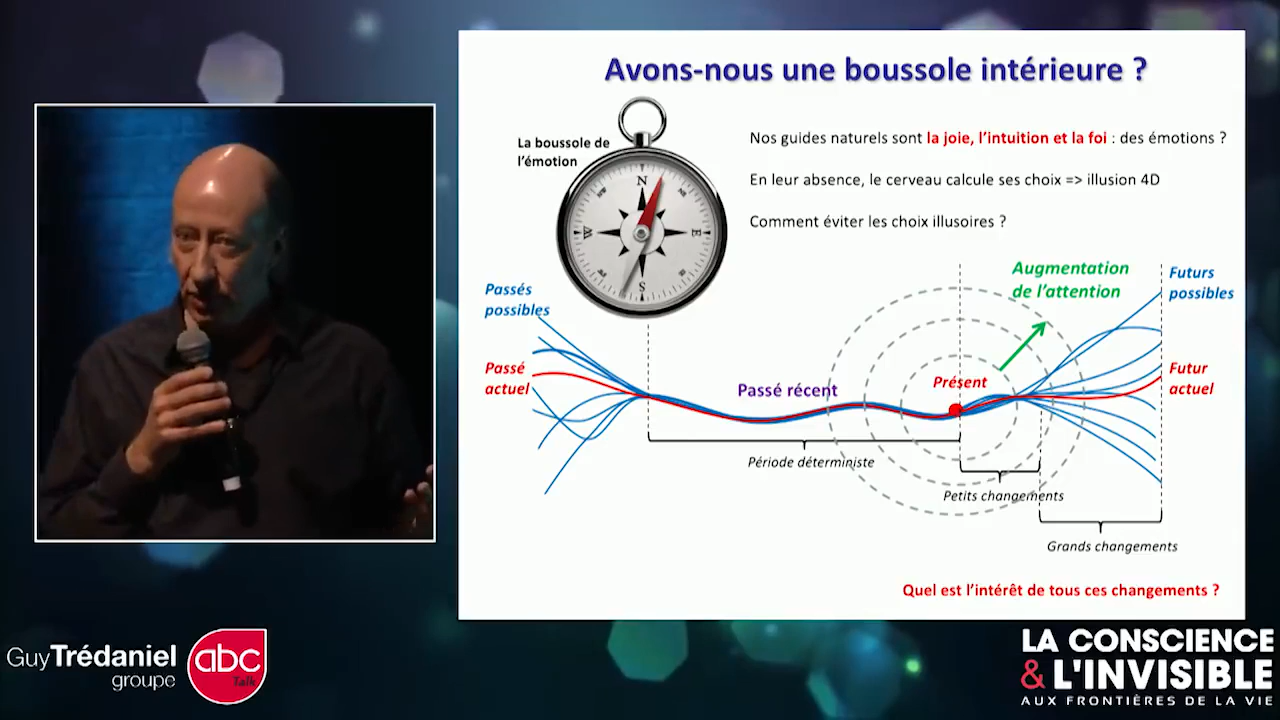 Avons-nous une boussole intérieure ?
La boussole de
l'émotion
N
E
S
W
Nos guides naturels sont la joie, l'intuition et la foi : des émotions ?
En leur absence, le cerveau calcule ses choix => illusion 4D
Comment éviter les choix illusoires ?
Passés
possibles
Passé
actuel
Passé récent
Présent
Augmentation
de l'attention
Futurs
possibles
Futur
actuel
Période déterministe
Petits changements
Grands changements
Quel est l'intérêt de tous ces changements ?
GuyTrédaniel
groupe
abc
Talk
LA CONSCIENCE
& L'INVISIBLE
AUX FRONTIÈRES DE LA VIE